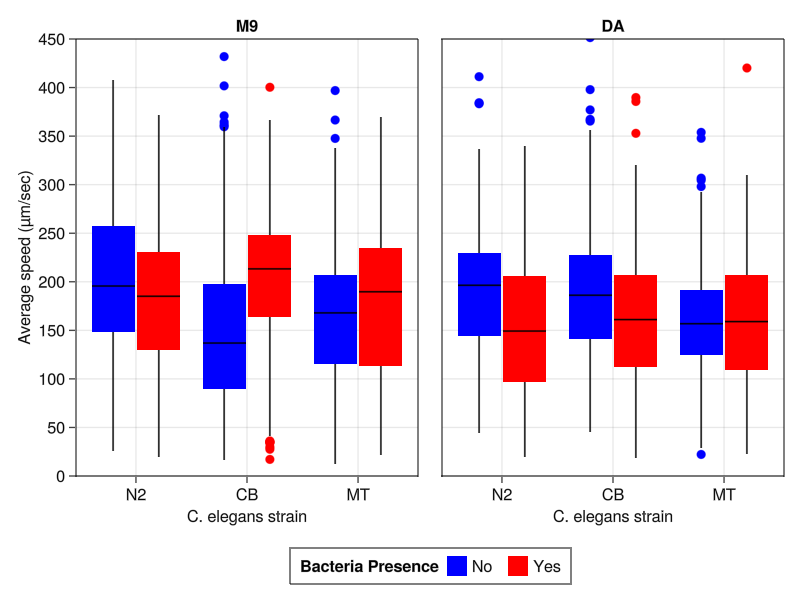 M9 DA
Average speed (µm/sec)
450
400
350
300
250
200
150
100
50
0
N2 CB MT N2 CB MT
C. elegans strain C. elegans strain
Bacteria Presence No Yes